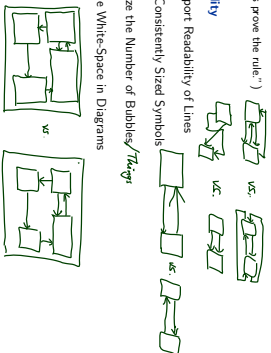 s prove the rule.")
vs.
lity
port Readability of Lines
vs.
Consistently Sized Symbols
vs.
ze the Number of Bubbles/Things
e White-Space in Diagrams
vs.